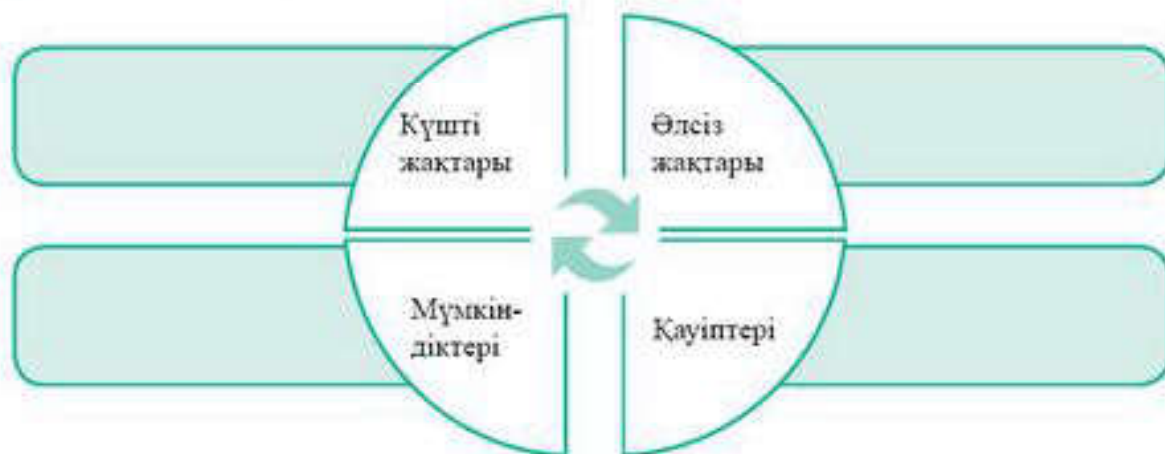 Күшті
жақтары
Әлсіз
жақтары
Мүмкін-
діктері
Қауіптері